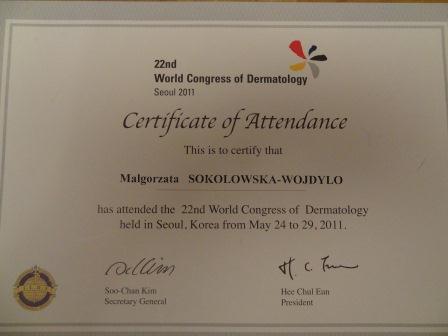 22nd
World Congress of Dermatology
Seoul 2011
Certificate of Attendance
This is to certify that
Małgorzata SOKOLOWSKA-WOJDYLO
has attended the 22nd World Congress of Dermatology
held in Seoul, Korea from May 24 to 29, 2011.
Soo-Chan Kim
Secretary General
Hee Chul Eun
President